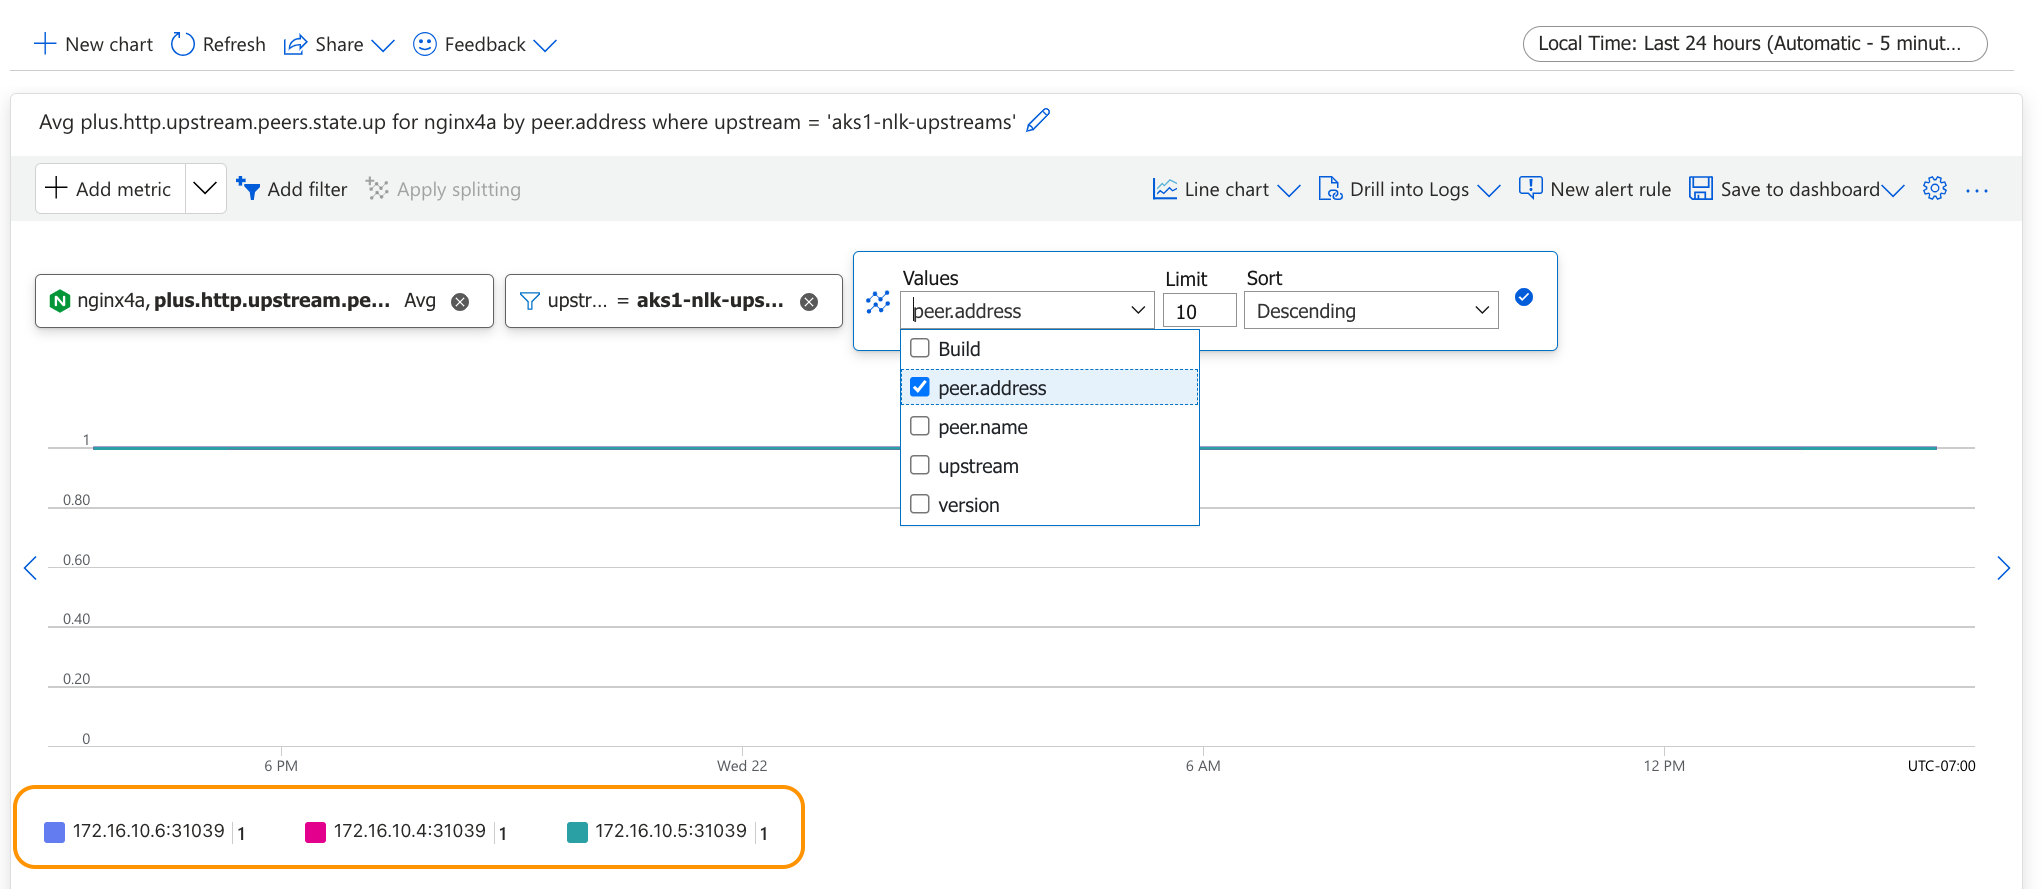 New chart Refresh Share Feedback Local Time: Last 24 hours (Automatic - 5 minut...
Avg plus.http.upstream.peers.state.up for nginx4a by peer.address where upstream = 'aks1-nlk-upstreams'
Add metric Add filter Apply splitting Line chart Drill into Logs New alert rule Save to dashboard ...
Values Limit Sort
N nginx4a, plus.http.upstream.pe... Avg upstr... = aks1-nlk-ups... peer.address 10 Descending
Build
peer.address
peer.name
upstream
version
1
0.80
0.60
0.40
0.20
0
6 PM Wed 22 6 AM 12 PM UTC-07:00
172.16.10.6:31039 1 172.16.10.4:31039 1 172.16.10.5:31039 1